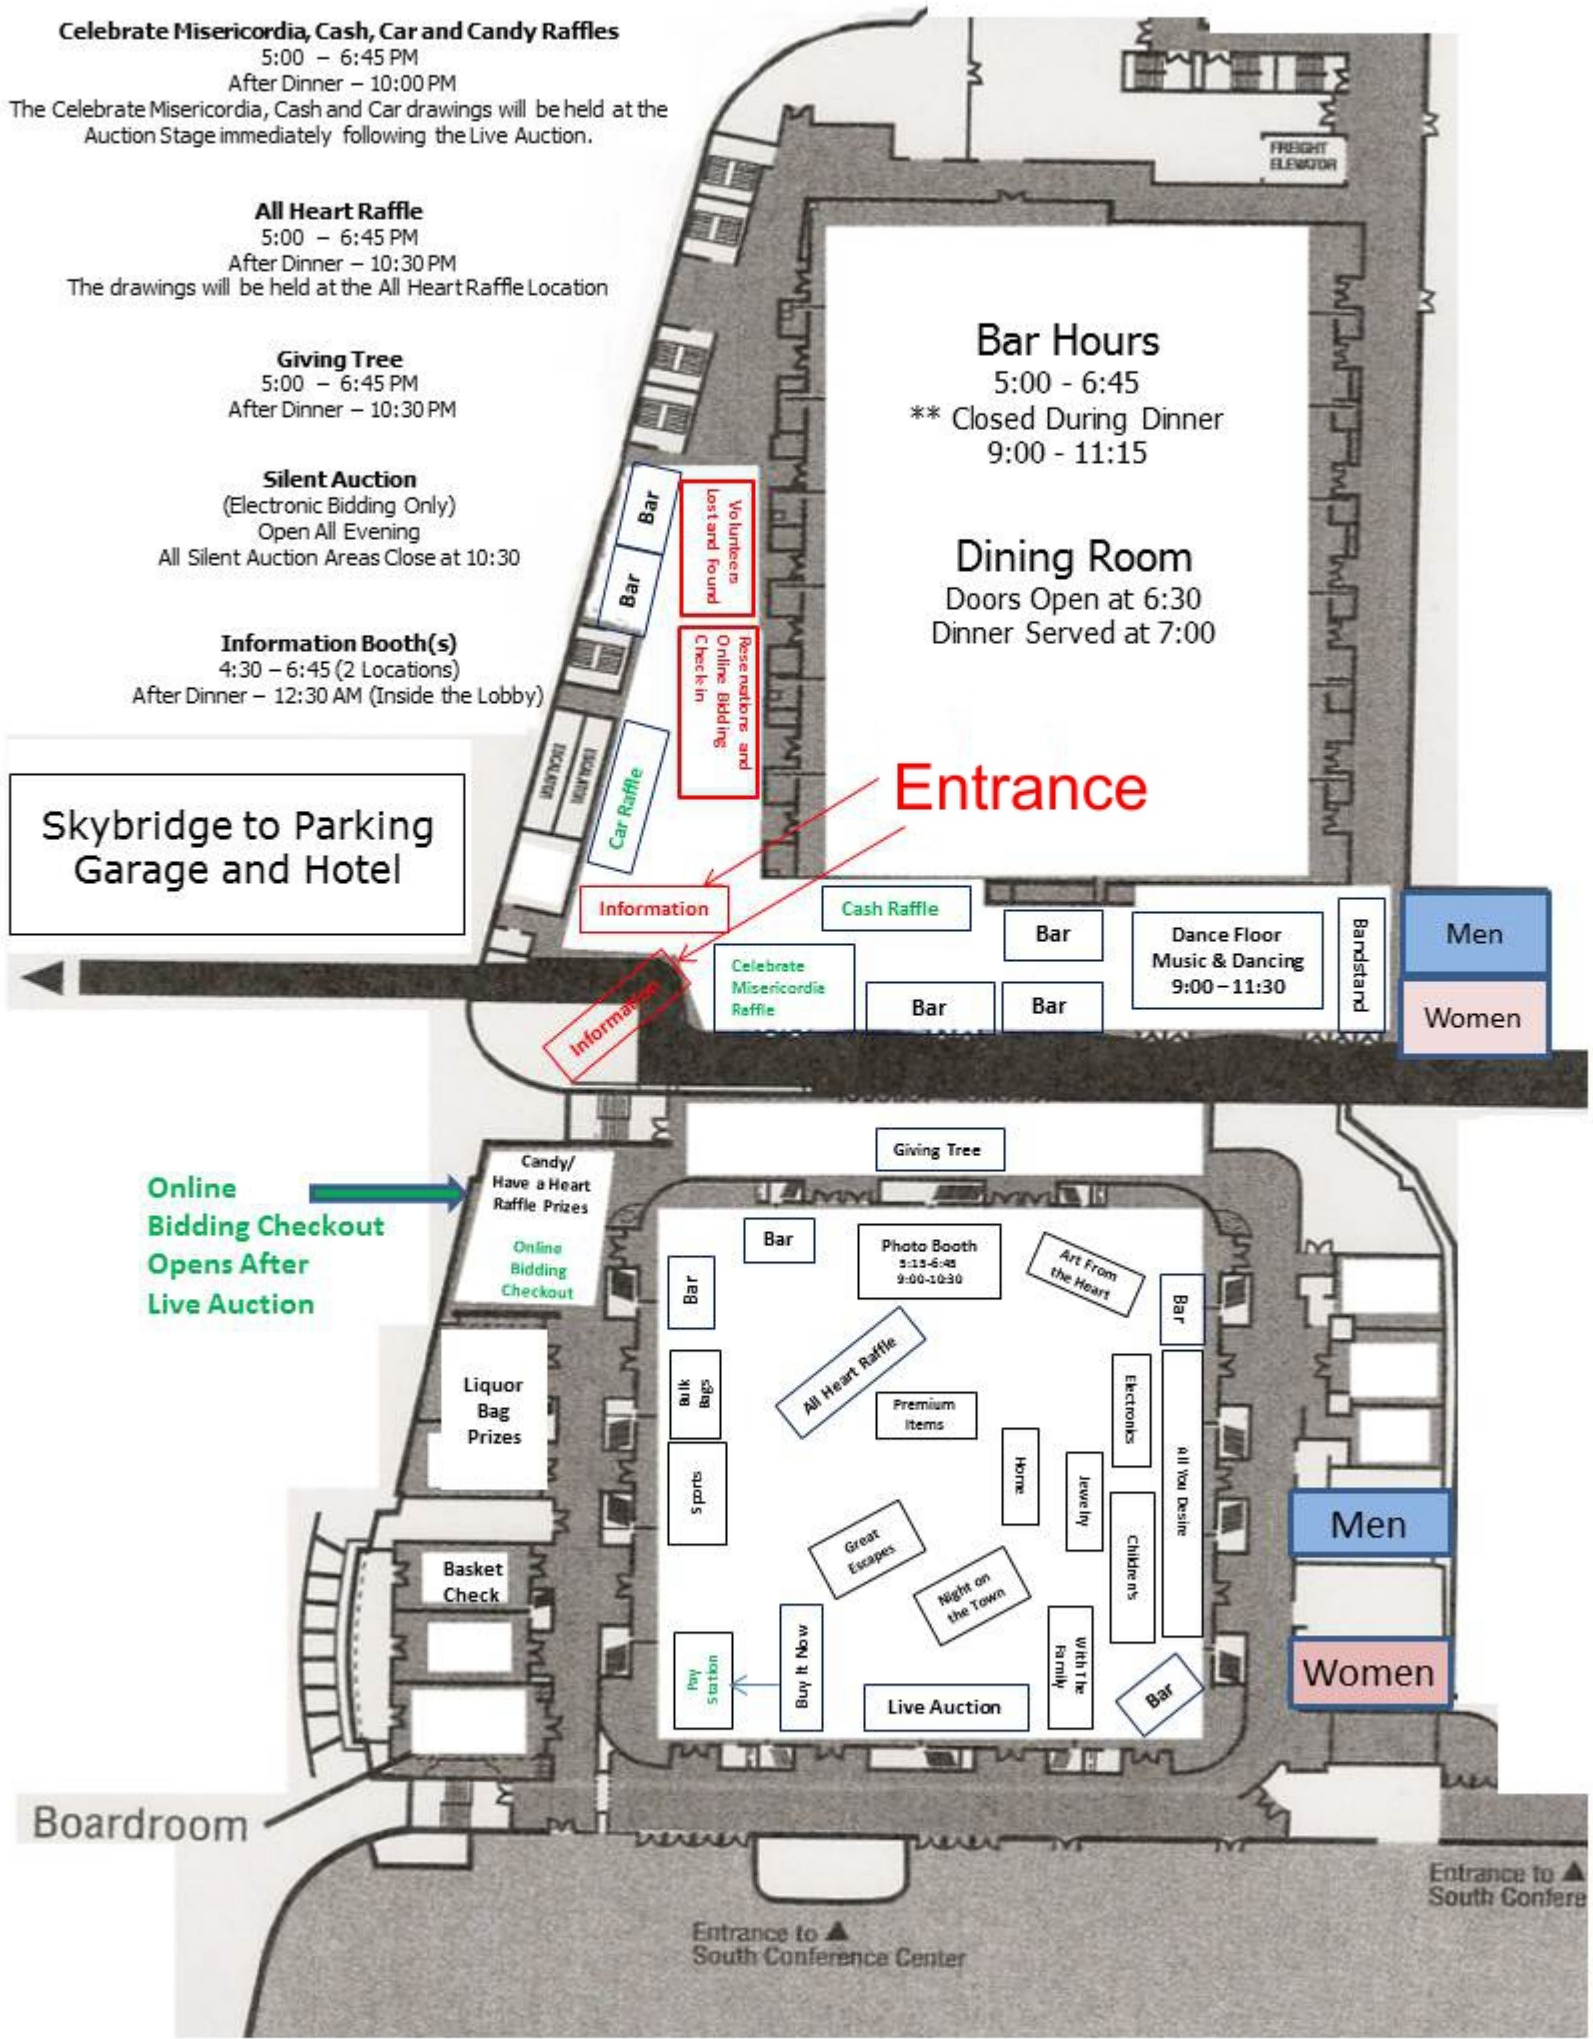 Celebrate Misericordia, Cash, Car and Candy Raffles
5:00 – 6:45 PM
After Dinner – 10:00 PM
The Celebrate Misericordia, Cash and Car drawings will be held at the
Auction Stage immediately following the Live Auction.
All Heart Raffle
5:00 – 6:45 PM
After Dinner – 10:30 PM
The drawings will be held at the All Heart Raffle Location
Giving Tree
5:00 – 6:45 PM
After Dinner – 10:30 PM
Silent Auction
(Electronic Bidding Only)
Open All Evening
All Silent Auction Areas Close at 10:30
Information Booth(s)
4:30 – 6:45 (2 Locations)
After Dinner – 12:30 AM (Inside the Lobby)
FREIGHT
ELEVATOR
Bar Hours
5:00 - 6:45
** Closed During Dinner
9:00 - 11:15
Dining Room
Doors Open at 6:30
Dinner Served at 7:00
Bar
Bar
Volunteers
Lost and Found
Reservations and
Online Bidding
Check-in
ESCALATOR
ESCALATOR
Car Raffle
Entrance
Skybridge to Parking
Garage and Hotel
Information
Information
Cash Raffle
Celebrate
Misericordia
Raffle
Bar
Bar
Bar
Dance Floor
Music & Dancing
9:00 – 11:30
Bandstand
Men
Women
Giving Tree
Online
Bidding Checkout
Opens After
Live Auction
Candy/
Have a Heart
Raffle Prizes
Online
Bidding
Checkout
Liquor
Bag
Prizes
Basket
Check
Boardroom
Bar
Bar
Photo Booth
5:15-6:45
9:00-10:30
Art From
the Heart
Bar
All Heart Raffle
Bulk
Bags
Premium
Items
Electronics
All You Desire
Sports
Home
Jewelry
Children's
Great
Escapes
Night on
the Town
Pay
Station
Buy It Now
Live Auction
With The
Family
Bar
Men
Women
Entrance to ▲
South Conference Center
Entrance to ▲
South Confere